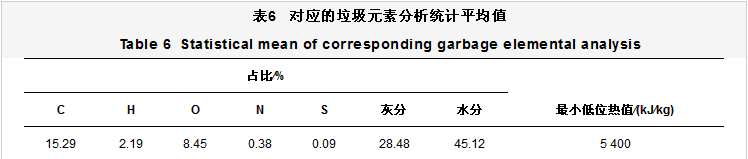 表6 对应的垃圾元素分析统计平均值
Table 6 Statistical mean of corresponding garbage elemental analysis
占比/%
C H O N S 灰分 水分 最小低位热值/(kJ/kg)
15.29 2.19 8.45 0.38 0.09 28.48 45.12 5 400